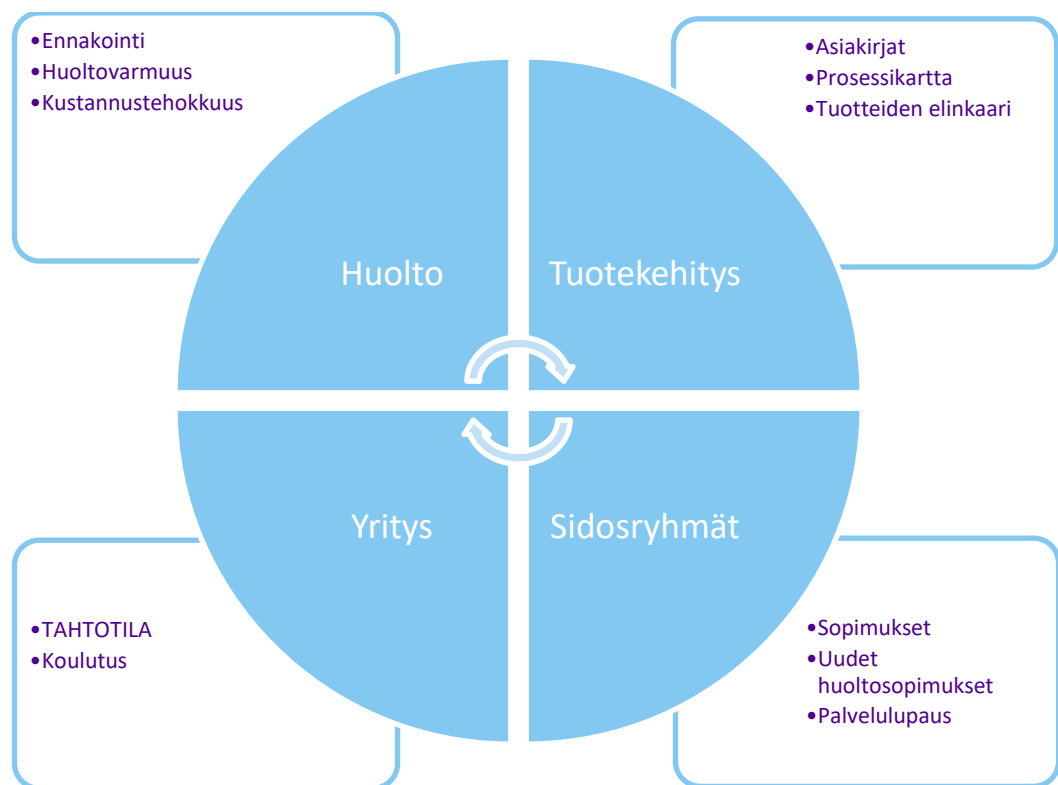 •Ennakointi
•Huoltovarmuus
•Kustannustehokkuus
•Asiakirjat
•Prosessikartta
•Tuotteiden elinkaari
Huolto
Tuotekehitys
Yritys
Sidosryhmät
•TAHTOTILA
•Koulutus
•Sopimukset
•Uudet
huoltosopimukset
•Palvelulupaus